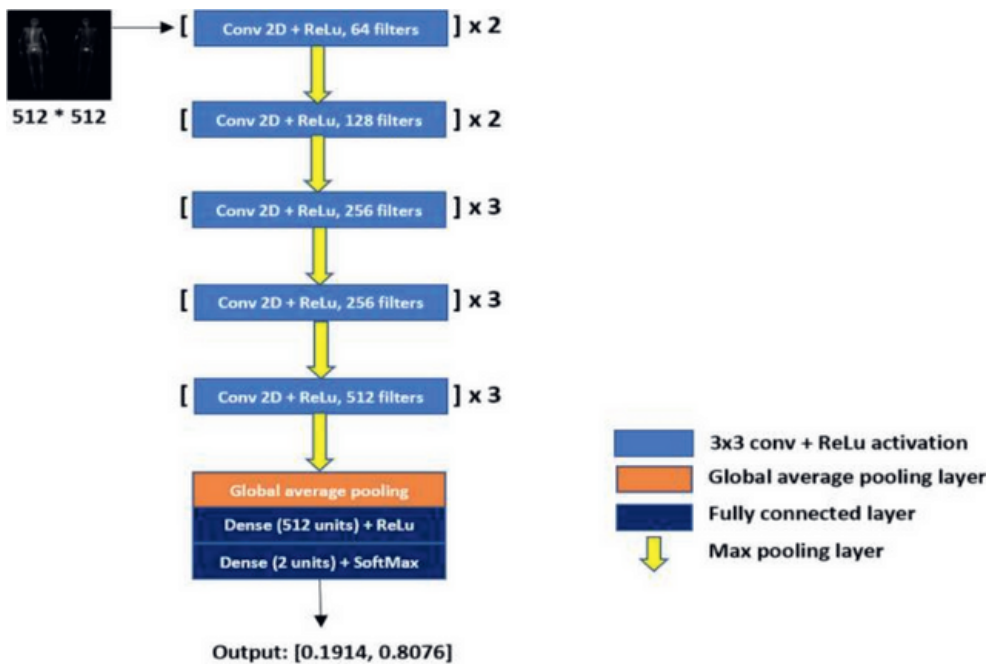 [ Conv 2D + ReLu, 64 filters ] x 2
512 * 512
[ Conv 2D + ReLu, 128 filters ] x 2
[ Conv 2D + ReLu, 256 filters ] x 3
[ Conv 2D + ReLu, 256 filters ] x 3
[ Conv 2D + ReLu, 512 filters ] x 3
Global average pooling
Dense (512 units) + ReLu
Dense (2 units) + SoftMax
Output: [0.1914, 0.8076]
3x3 conv + ReLu activation
Global average pooling layer
Fully connected layer
Max pooling layer